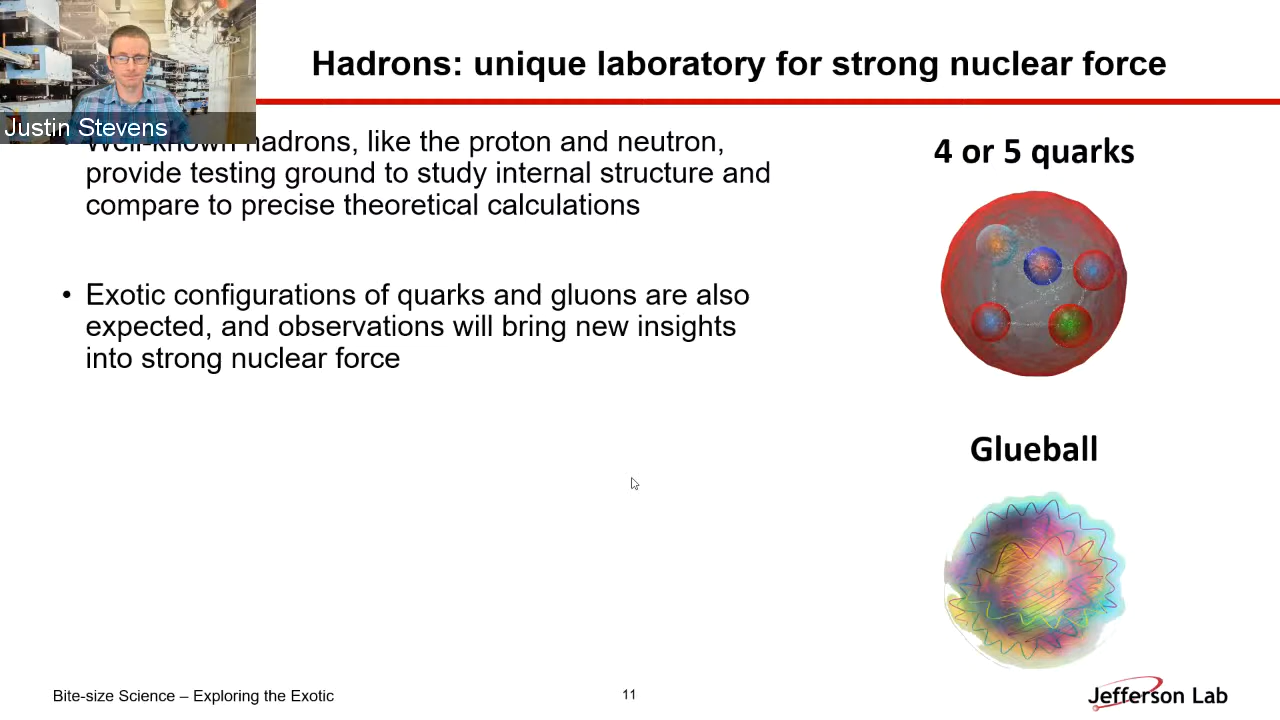 Hadrons: unique laboratory for strong nuclear force
Justin Stevens
Well-known hadrons, like the proton and neutron,
provide testing ground to study internal structure and
compare to precise theoretical calculations
• Exotic configurations of quarks and gluons are also
expected, and observations will bring new insights
into strong nuclear force
4 or 5 quarks
Glueball
Bite-size Science – Exploring the Exotic
11
Jefferson Lab